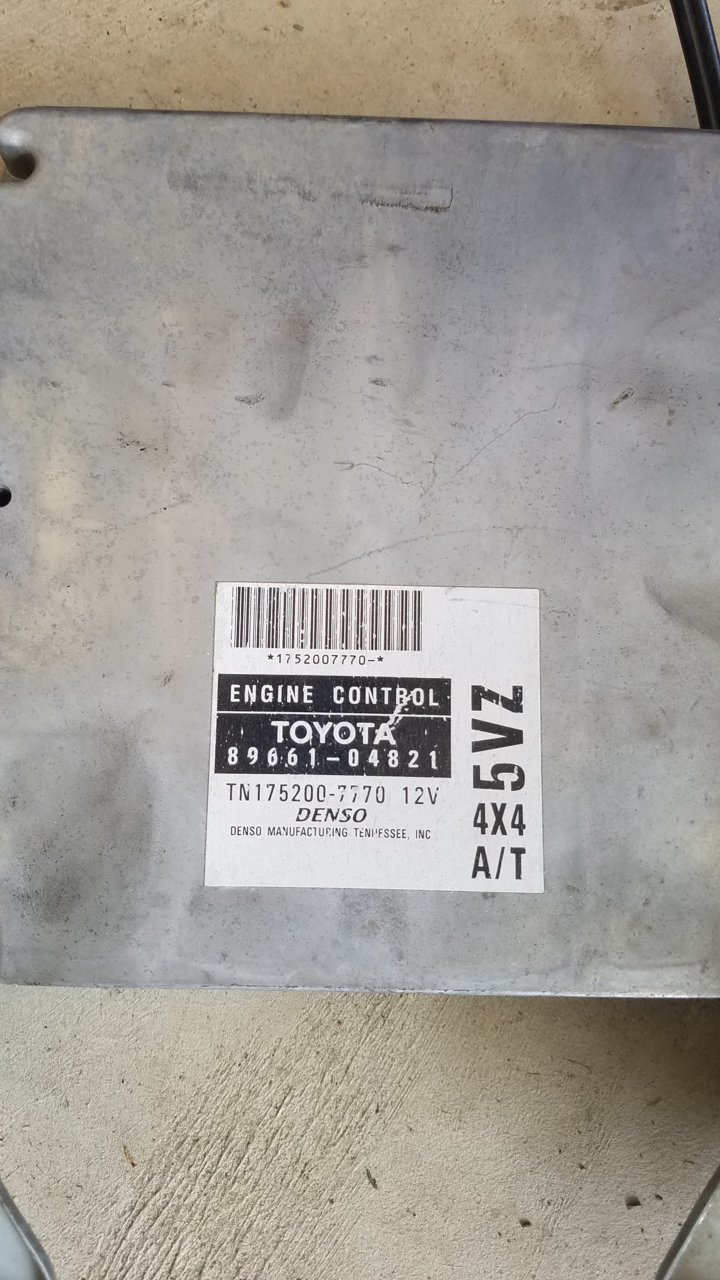 *1752007770-*
ENGINE CONTROL
TOYOTA
89661-04821
TN175200-7770 12V
DENSO
DENSO MANUFACTURING TENNESSEE, INC
5VZ
4X4
A/T